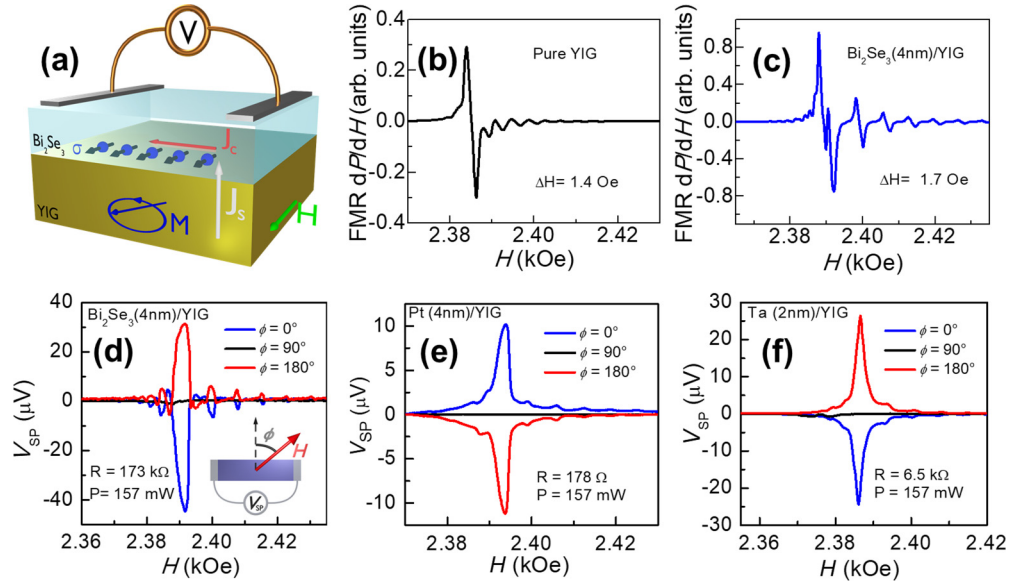 (a)
V
Bi2Se3
σ
Jc
YIG
M
Js
H
(b)
Pure YIG
ΔH= 1.4 Oe
FMR dP/dH (arb. units)
0.4
0.2
0.0
-0.2
-0.4
2.38
2.40
2.42
H (kOe)
(c)
Bi2Se3(4nm)/YIG
ΔH= 1.7 Oe
FMR dP/dH (arb. units)
0.8
0.4
0.0
-0.4
-0.8
2.38
2.40
2.42
H (kOe)
(d)
Bi2Se3(4nm)/YIG
ϕ = 0°
ϕ = 90°
ϕ = 180°
R = 173 kΩ
P= 157 mW
ϕ
H
VSP
VSP (μV)
40
20
0
-20
-40
2.36
2.38
2.40
2.42
H (kOe)
(e)
Pt (4nm)/YIG
ϕ = 0°
ϕ = 90°
ϕ = 180°
R = 178 Ω
P = 157 mW
VSP (μV)
10
5
0
-5
-10
2.38
2.40
2.42
H (kOe)
(f)
Ta (2nm)/YIG
ϕ = 0°
ϕ = 90°
ϕ = 180°
R = 6.5 kΩ
P = 157 mW
VSP (μV)
30
20
10
0
-10
-20
-30
2.36
2.38
2.40
2.42
H (kOe)